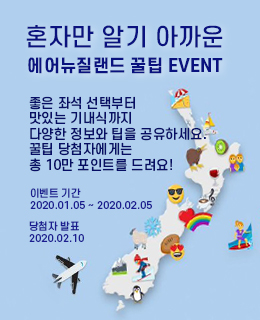 혼자만 알기 아까운
에어뉴질랜드 꿀팁 EVENT
좋은 좌석 선택부터
맛있는 기내식까지
다양한 정보와 팁을 공유하세요.
꿀팁 당첨자에게는
총 10만 포인트를 드려요!
이벤트 기간
2020.01.05 ~ 2020.02.05
당첨자 발표
2020.02.10